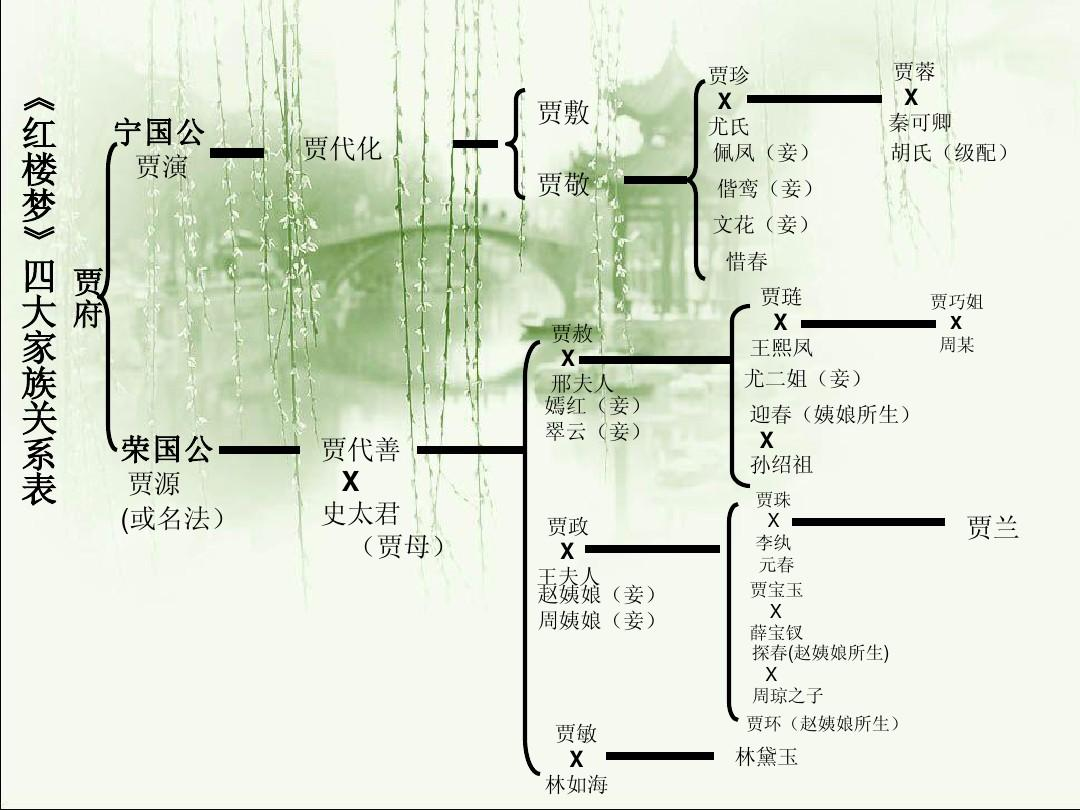 《红楼梦》四大家族关系表
贾府
宁国公
贾演
贾代化
贾敷
贾敬
贾珍
X
尤氏
佩凤（妾）
偕鸾（妾）
文花（妾）
惜春
贾蓉
X
秦可卿
胡氏（级配）
荣国公
贾源
(或名法）
贾代善
X
史太君
（贾母）
贾赦
X
邢夫人
嫣红（妾）
翠云（妾）
贾琏
X
王熙凤
尤二姐（妾）
迎春（姨娘所生）
X
孙绍祖
贾巧姐
X
周某
贾政
X
王夫人
赵姨娘（妾）
周姨娘（妾）
贾珠
X
李纨
元春
贾宝玉
X
薛宝钗
探春(赵姨娘所生)
X
周琼之子
贾环（赵姨娘所生）
贾兰
贾敏
X
林如海
林黛玉